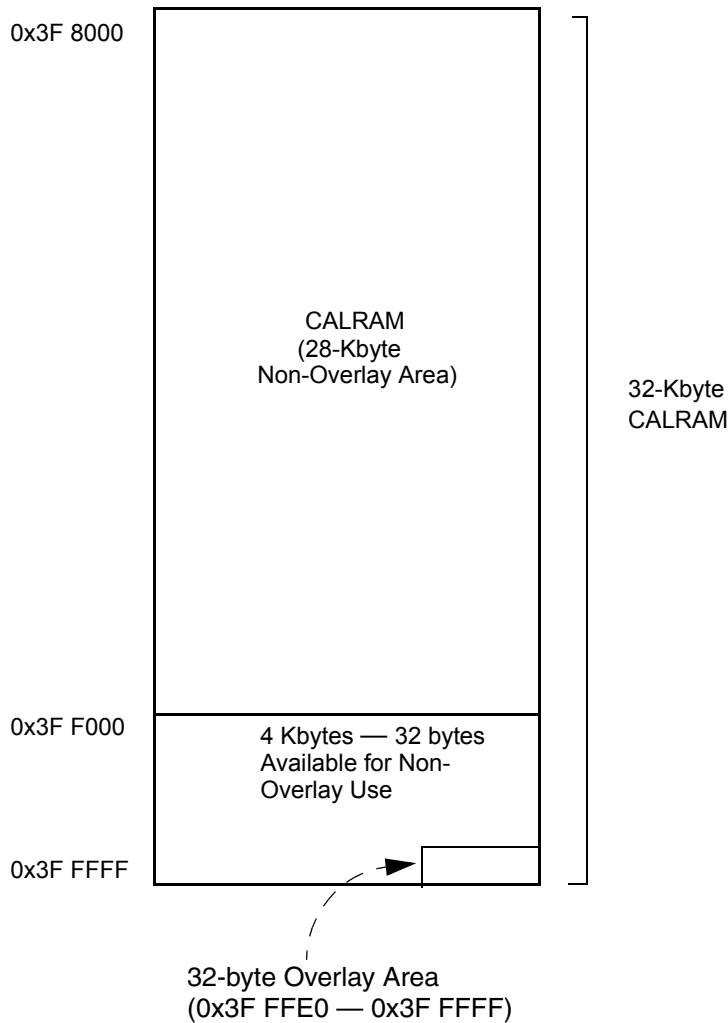 0x3F 8000
CALRAM
(28-Kbyte
Non-Overlay Area)
32-Kbyte
CALRAM
0x3F F000
4 Kbytes — 32 bytes
Available for Non-
Overlay Use
0x3F FFFF
32-byte Overlay Area
(0x3F FFE0 — 0x3F FFFF)